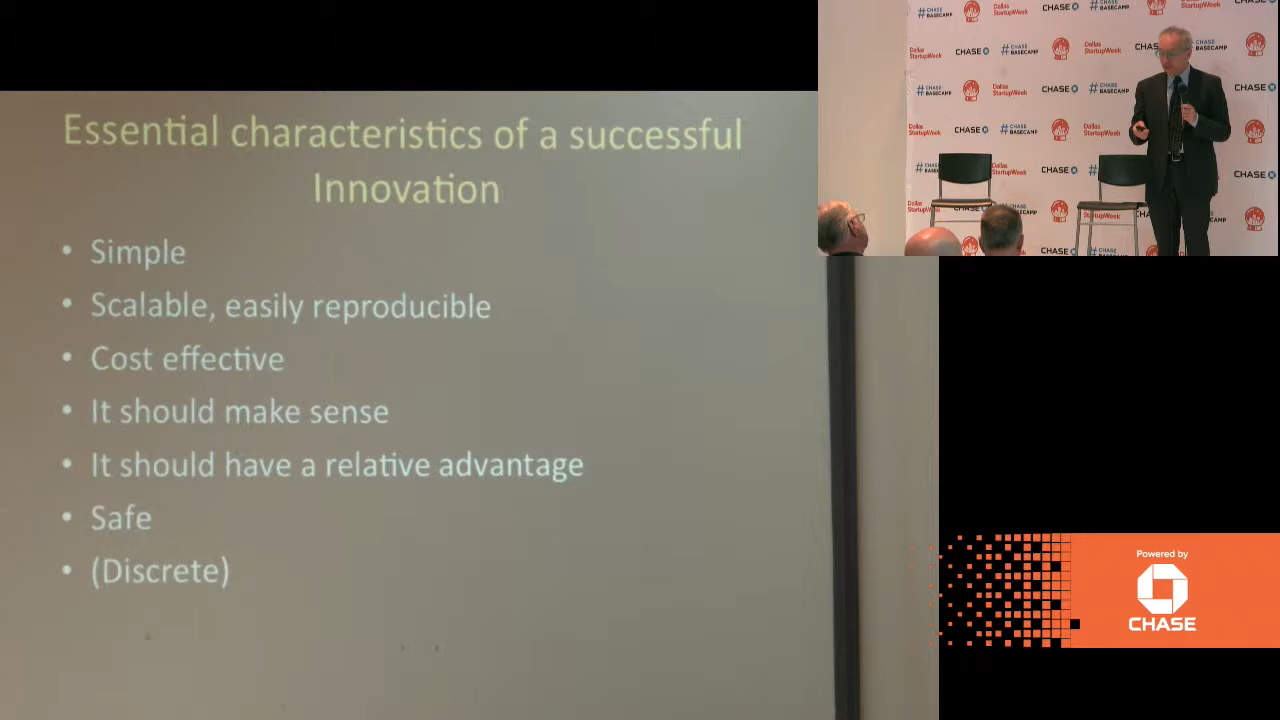 Essential characteristics of a successful
Innovation
• Simple
• Scalable, easily reproducible
• Cost effective
• It should make sense
• It should have a relative advantage
• Safe
• (Discrete)
# CHASE BASECAMP
Dallas StartupWeek
CHASE
Powered by
CHASE